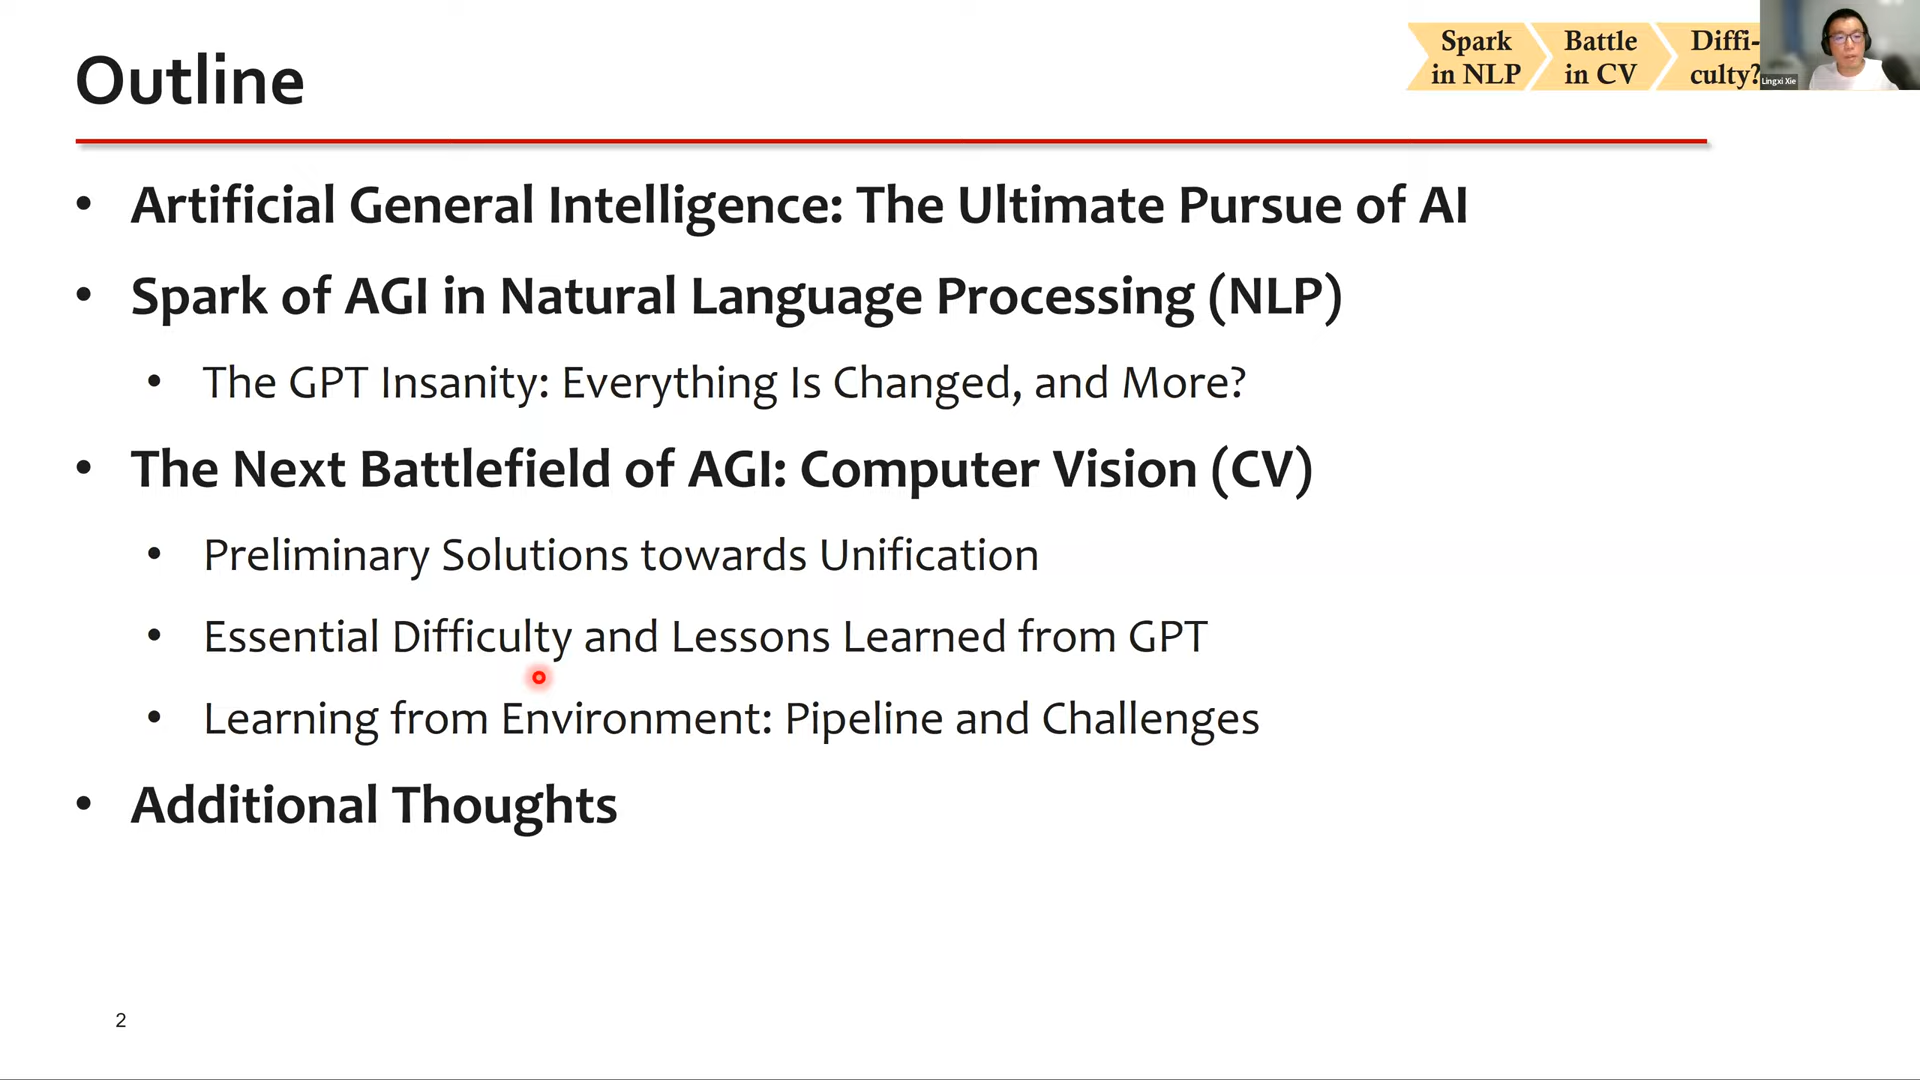 Outline
Spark
in NLP
Battle
in CV
Diffi-
culty?
Lingxi Xie
• Artificial General Intelligence: The Ultimate Pursue of AI
• Spark of AGI in Natural Language Processing (NLP)
• The GPT Insanity: Everything Is Changed, and More?
• The Next Battlefield of AGI: Computer Vision (CV)
• Preliminary Solutions towards Unification
• Essential Difficulty and Lessons Learned from GPT
• Learning from Environment: Pipeline and Challenges
• Additional Thoughts
2